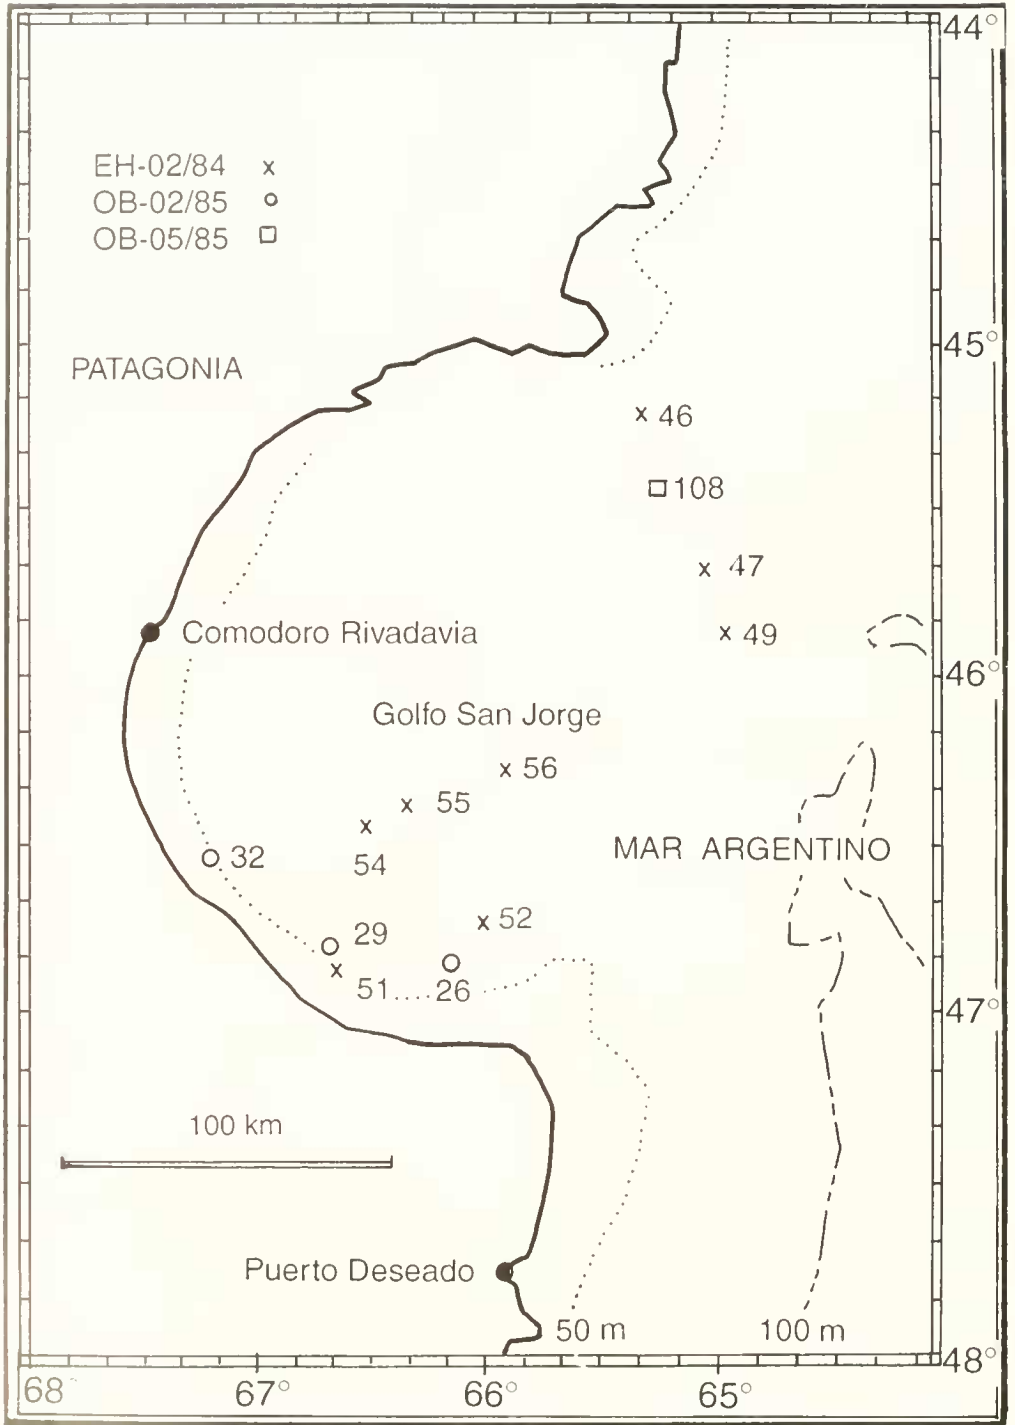 44°
EH-02/84 x
OB-02/85 o
OB-05/85 □
45°
PATAGONIA
46
108
47
Comodoro Rivadavia
49
46°
Golfo San Jorge
56
55
MAR ARGENTINO
32
54
52
29
51
26
47°
100 km
Puerto Deseado
50 m
100 m
48°
68
67°
66°
65°